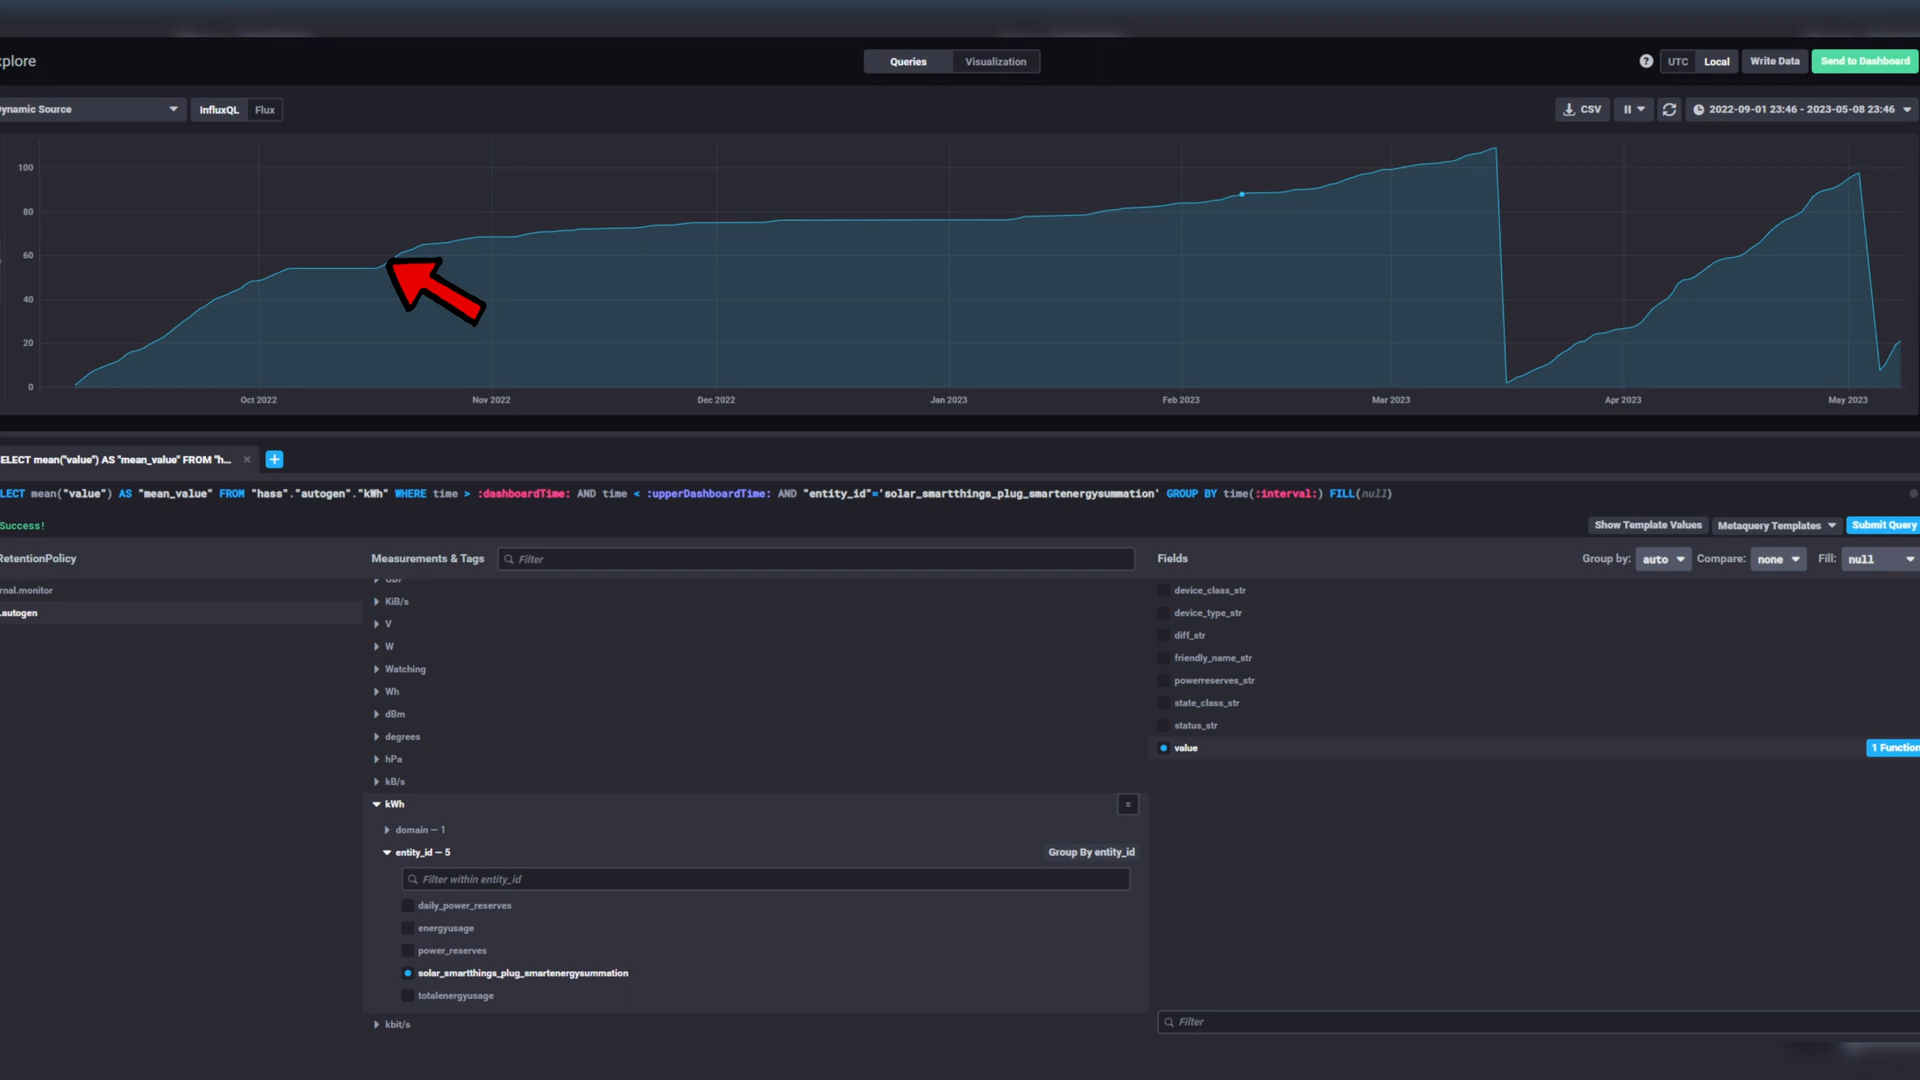 xplore
Queries Visualization
? UTC Local Write Data Send to Dashboard
ynamic Source InfluxQL Flux
CSV 2022-09-01 23:46 - 2023-05-08 23:46
100
80
60
40
20
0
Oct 2022 Nov 2022 Dec 2022 Jan 2023 Feb 2023 Mar 2023 Apr 2023 May 2023
ELECT mean("value") AS "mean_value" FROM "h... × +
LECT mean("value") AS "mean_value" FROM "hass"."autogen"."kWh" WHERE time > :dashboardTime: AND time < :upperDashboardTime: AND "entity_id"='solar_smartthings_plug_smartenergysummation' GROUP BY time(:interval:) FILL(null)
Success!
Show Template Values Metaquery Templates Submit Query
RetentionPolicy
rnal.monitor
.autogen
Measurements & Tags Filter
KiB/s
V
W
Watching
Wh
dBm
degrees
hPa
kB/s
kWh =
domain — 1
entity_id — 5 Group By entity_id
Filter within entity_id
daily_power_reserves
energyusage
power_reserves
solar_smartthings_plug_smartenergysummation
totalenergyusage
kbit/s
Fields Group by: auto Compare: none Fill: null
device_class_str
device_type_str
diff_str
friendly_name_str
powerreserves_str
state_class_str
status_str
value 1 Function
Filter